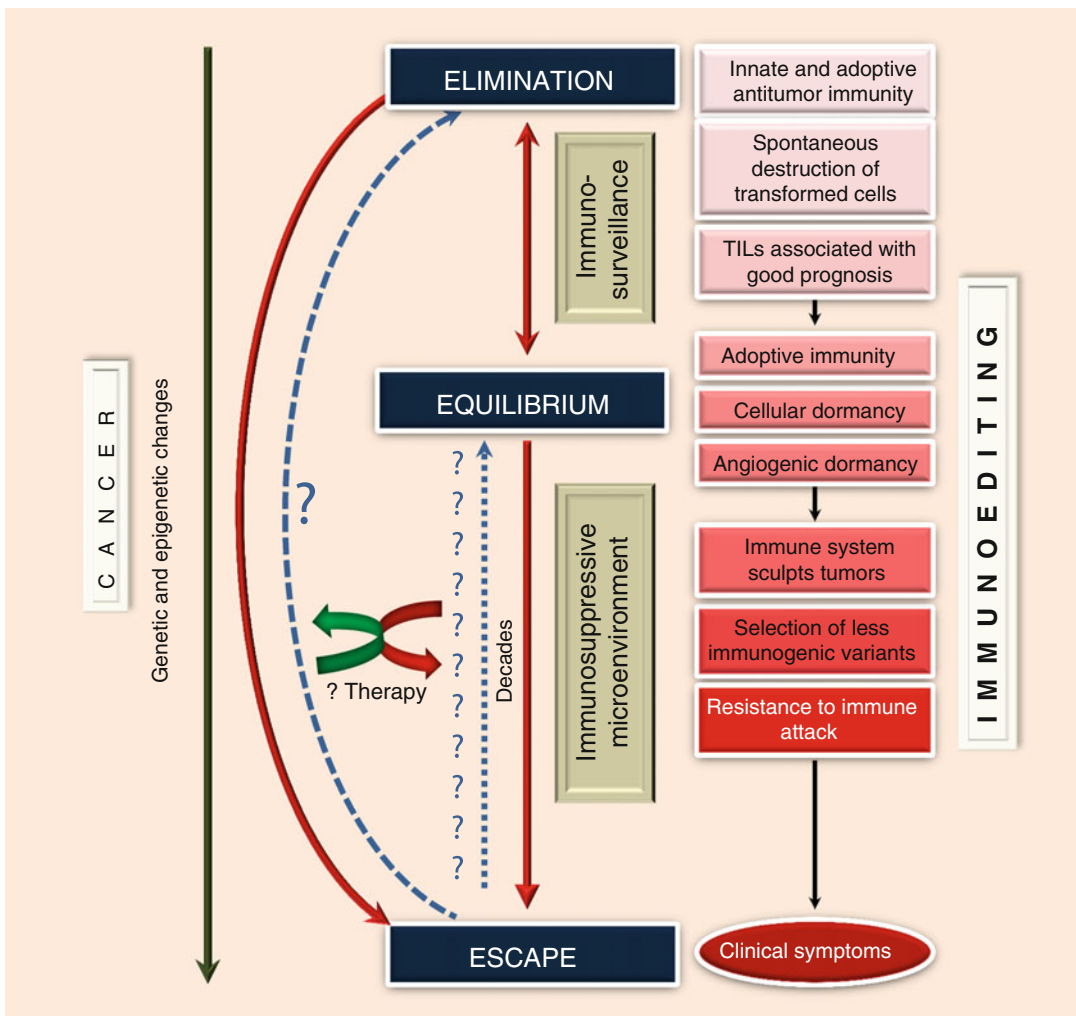 CANCER
Genetic and epigenetic changes
ELIMINATION
Immuno-
surveillance
EQUILIBRIUM
?
?
?
?
?
?
?
?
?
?
?
?
? Therapy
Decades
Immunosuppressive
microenvironment
ESCAPE
Innate and adoptive
antitumor immunity
Spontaneous
destruction of
transformed cells
TILs associated with
good prognosis
Adoptive immunity
Cellular dormancy
Angiogenic dormancy
Immune system
sculpts tumors
Selection of less
immunogenic variants
Resistance to immune
attack
Clinical symptoms
IMMUNOEDITING